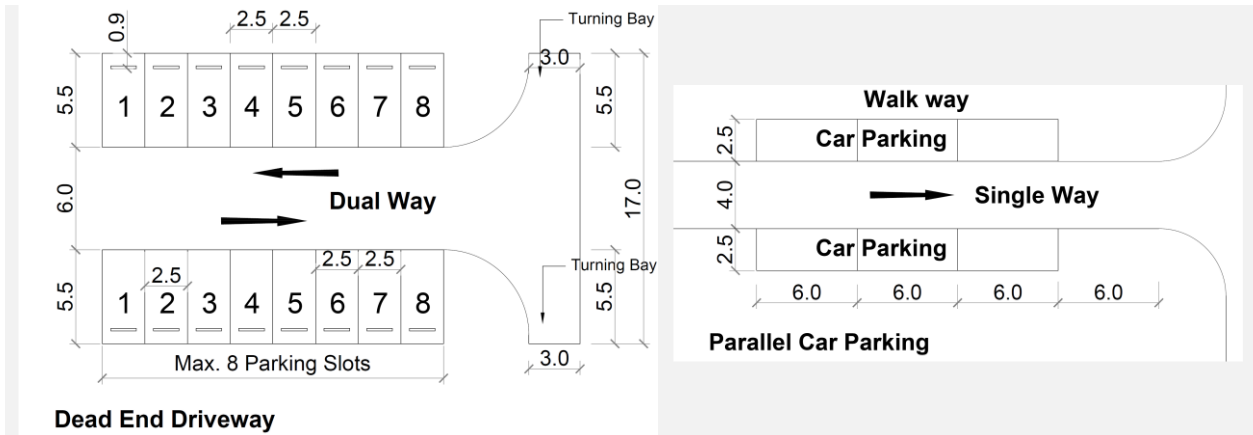 0.9
2.5 2.5
Turning Bay
3.0
5.5
1 2 3 4 5 6 7 8
5.5
6.0
Dual Way
17.0
2.5
2.5 2.5
Turning Bay
5.5
1 2 3 4 5 6 7 8
5.5
Max. 8 Parking Slots
3.0
Dead End Driveway
Walk way
2.5
Car Parking
4.0
Single Way
2.5
Car Parking
6.0 6.0 6.0 6.0
Parallel Car Parking